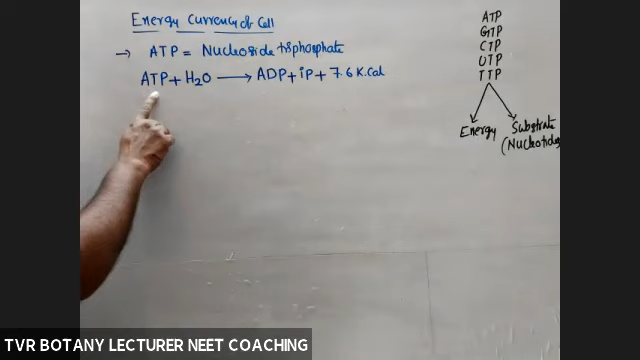 Energy Currency of Cell
→ ATP = Nucleoside triphosphate
ATP + H₂O → ADP + iP + 7.6 K.Cal
ATP
GTP
CTP
UTP
TTP
Energy
Substrate
(Nucleotides
TVR BOTANY LECTURER NEET COACHING